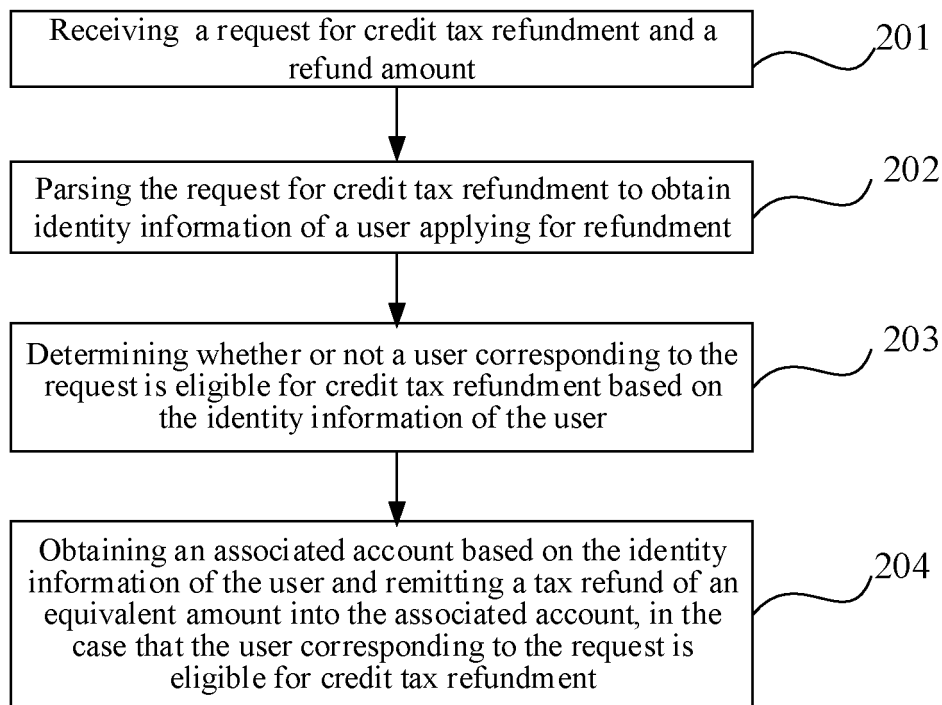 Receiving a request for credit tax refundment and a
refund amount
201
Parsing the request for credit tax refundment to obtain
identity information of a user applying for refundment
202
Determining whether or not a user corresponding to the
request is eligible for credit tax refundment based on
the identity information of the user
203
Obtaining an associated account based on the identity
information of the user and remitting a tax refund of an
equivalent amount into the associated account, in the
case that the user corresponding to the request is
eligible for credit tax refundment
204